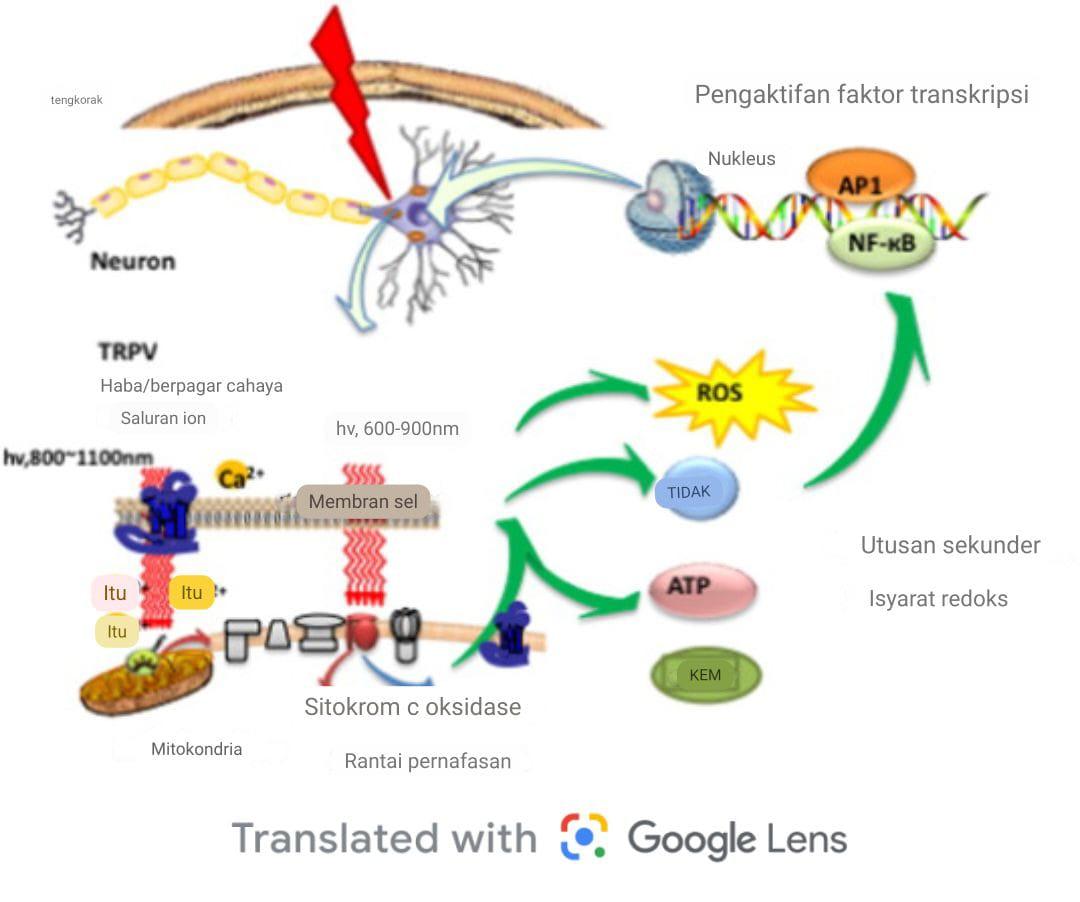 tengkorak
Pengaktifan faktor transkripsi
Nukleus
AP1
NF-κB
Neuron
TRPV
Haba/berpagar cahaya
Saluran ion
hv, 600-900nm
hv,800~1100nm
Ca²⁺
Membran sel
ROS
TIDAK
Utusan sekunder
Isyarat redoks
ATP
KEM
Itu
Itu
Itu
Sitokrom c oksidase
Mitokondria
Rantai pernafasan
Translated with Google Lens